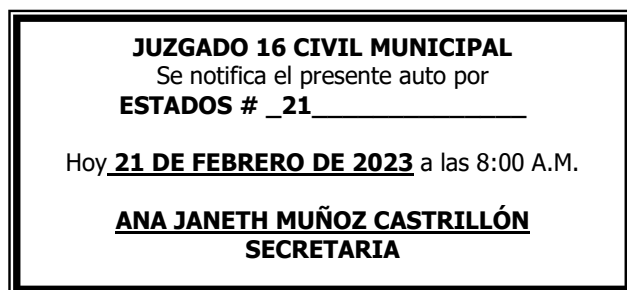 JUZGADO 16 CIVIL MUNICIPAL
Se notifica el presente auto por
ESTADOS # _21_______________
Hoy 21 DE FEBRERO DE 2023 a las 8:00 A.M.
ANA JANETH MUÑOZ CASTRILLÓN
SECRETARIA